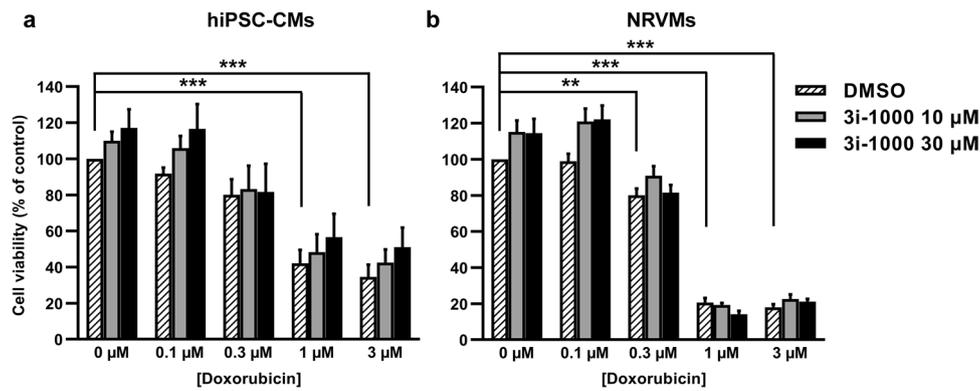 a
hiPSC-CMs
Cell viability (% of control)
140
120
100
80
60
40
20
0
***
***
0 µM
0.1 µM
0.3 µM
1 µM
3 µM
[Doxorubicin]
b
NRVMs
140
120
100
80
60
40
20
0
***
***
**
0 µM
0.1 µM
0.3 µM
1 µM
3 µM
[Doxorubicin]
DMSO
3i-1000 10 µM
3i-1000 30 µM